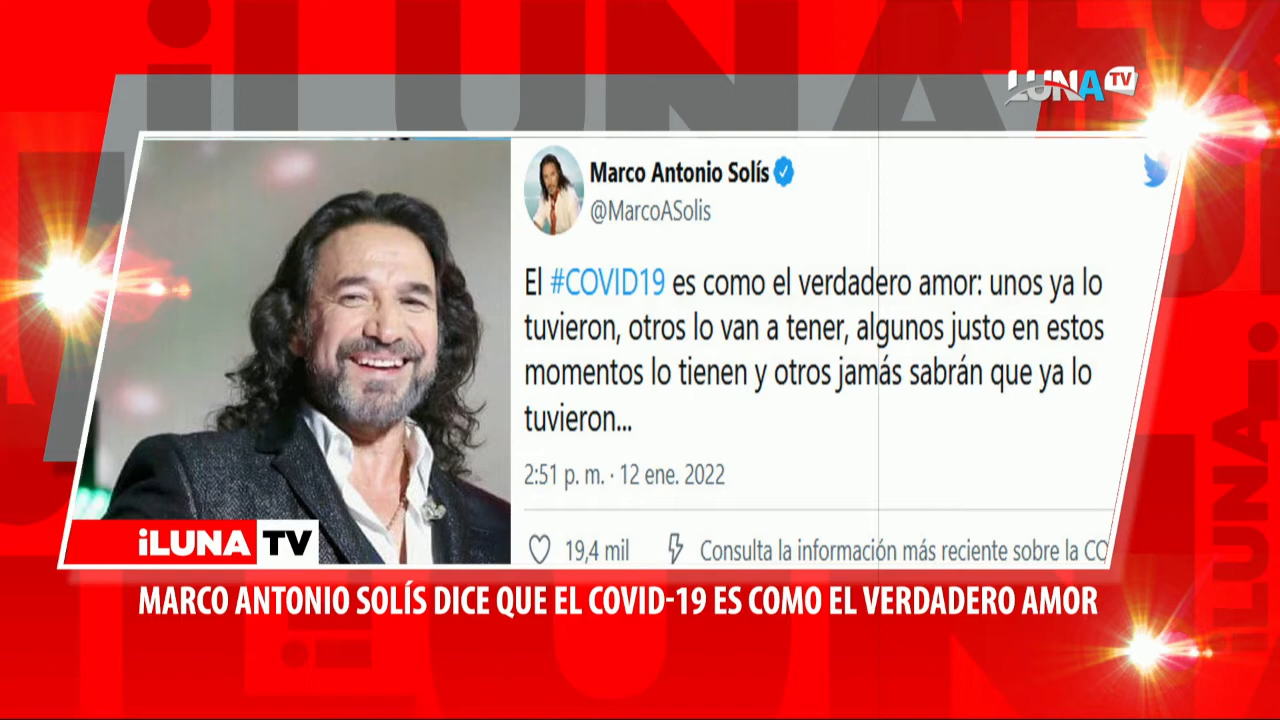 iLUNA
LUNA TV
Marco Antonio Solís
@MarcoASolis
El #COVID19 es como el verdadero amor: unos ya lo
tuvieron, otros lo van a tener, algunos justo en estos
momentos lo tienen y otros jamás sabrán que ya lo
tuvieron...
2:51 p. m. · 12 ene. 2022
19,4 mil Consulta la información más reciente sobre la CO
iLUNA TV
MARCO ANTONIO SOLÍS DICE QUE EL COVID-19 ES COMO EL VERDADERO AMOR
iLUNA